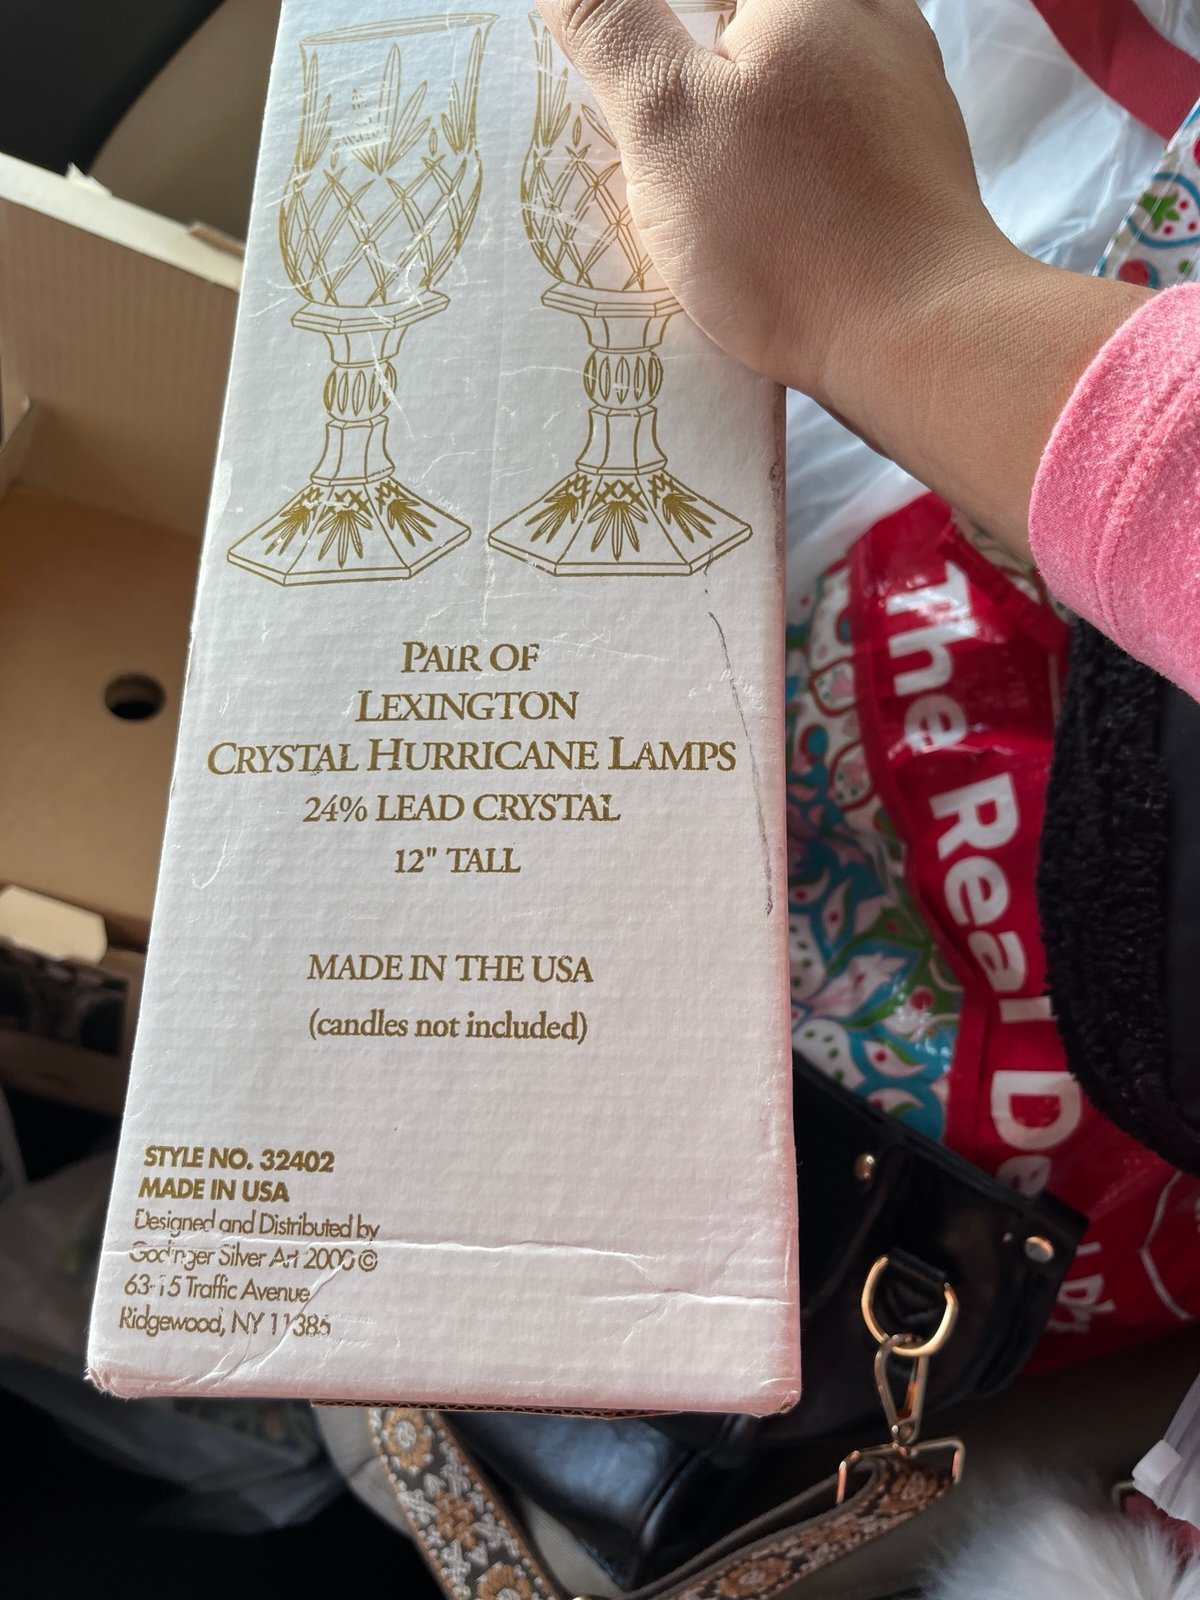 PAIR OF
LEXINGTON
CRYSTAL HURRICANE LAMPS
24% LEAD CRYSTAL
12" TALL
MADE IN THE USA
(candles not included)
STYLE NO. 32402
MADE IN USA
Designed and Distributed by
Godinger Silver Art 2000 ©
63-15 Traffic Avenue
Ridgewood, NY 11385
The Real De